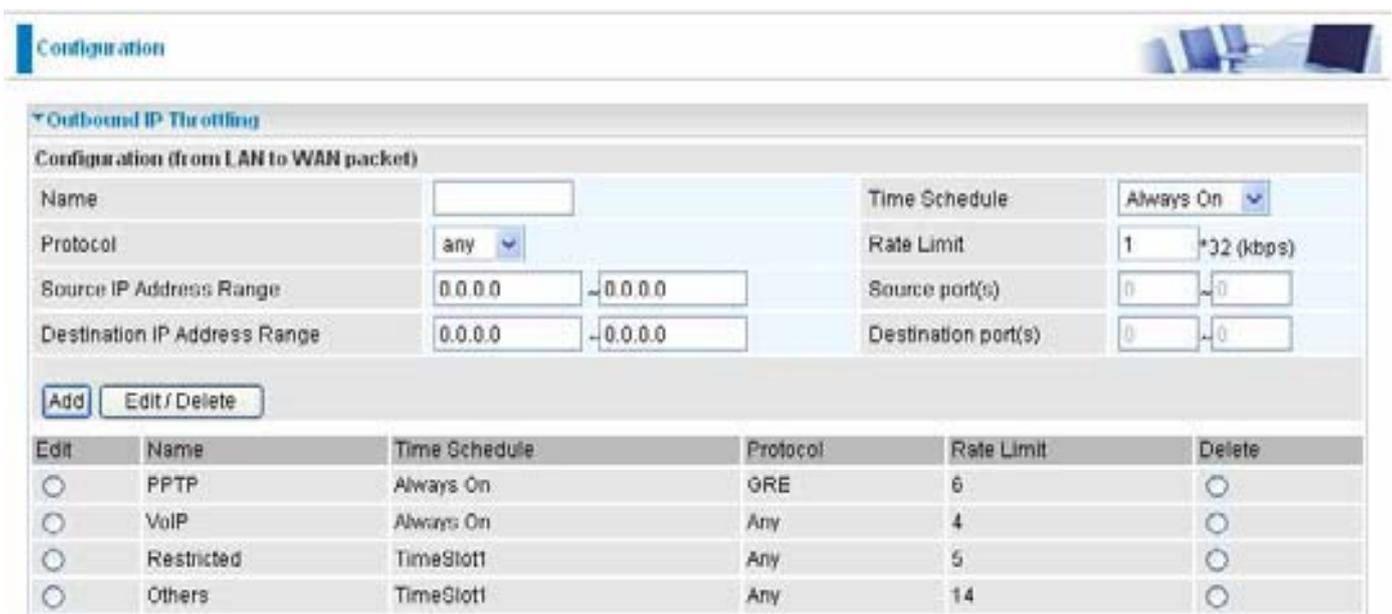 Configuration
Outbound IP Throttling
Configuration (from LAN to WAN packet)
Name Time Schedule Always On
Protocol any Rate Limit 1 *32 (kbps)
Source IP Address Range 0.0.0.0 ~ 0.0.0.0 Source port(s) 0 ~ 0
Destination IP Address Range 0.0.0.0 ~ 0.0.0.0 Destination port(s) 0 ~ 0
Add Edit / Delete
Edit Name Time Schedule Protocol Rate Limit Delete
PPTP Always On GRE 6
VoIP Always On Any 4
Restricted TimeSlot1 Any 5
Others TimeSlot1 Any 14